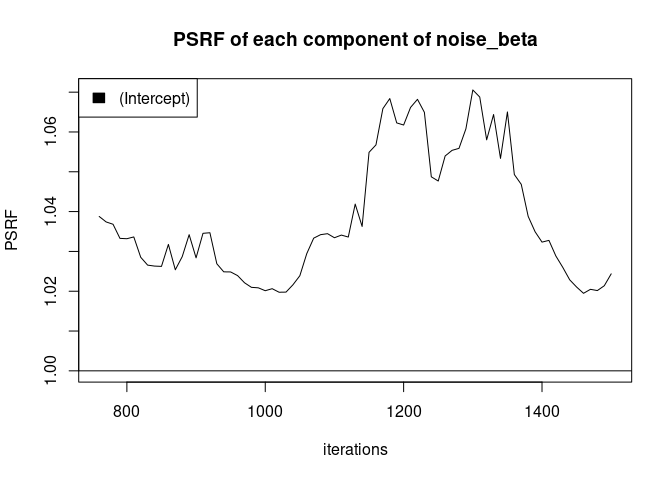 PSRF of each component of noise_beta
(Intercept)
PSRF
1.06
1.04
1.02
1.00
800 1000 1200 1400
iterations